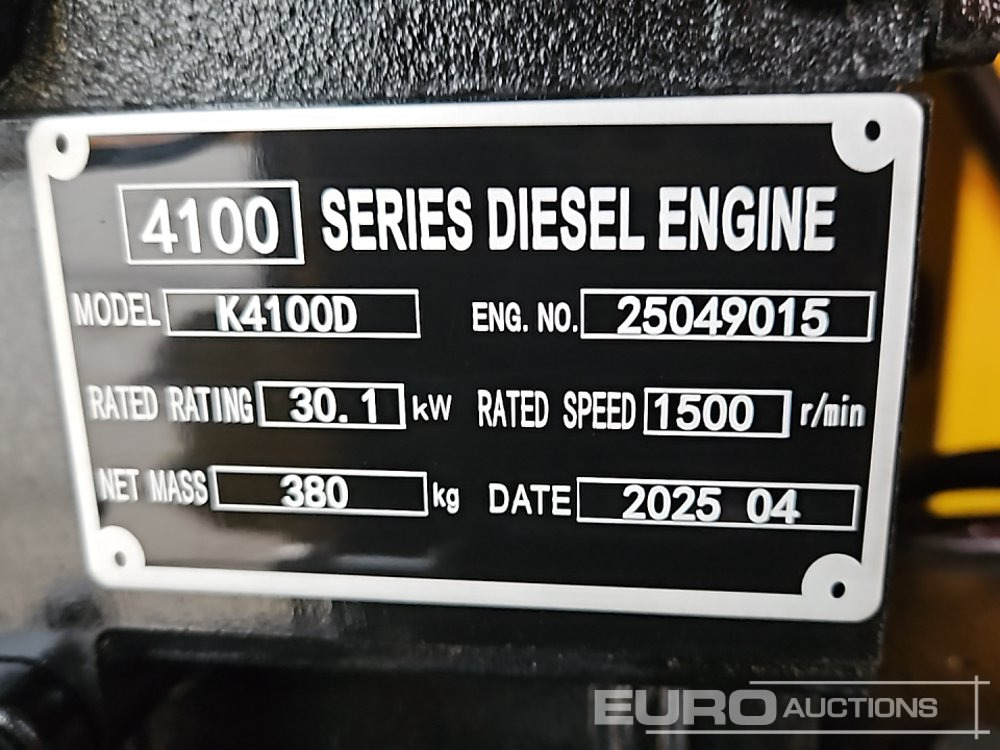 4100 SERIES DIESEL ENGINE
MODEL K4100D ENG. NO. 25049015
RATED RATING 30.1 kW RATED SPEED 1500 r/min
NET MASS 380 kg DATE 2025 04
EURO AUCTIONS